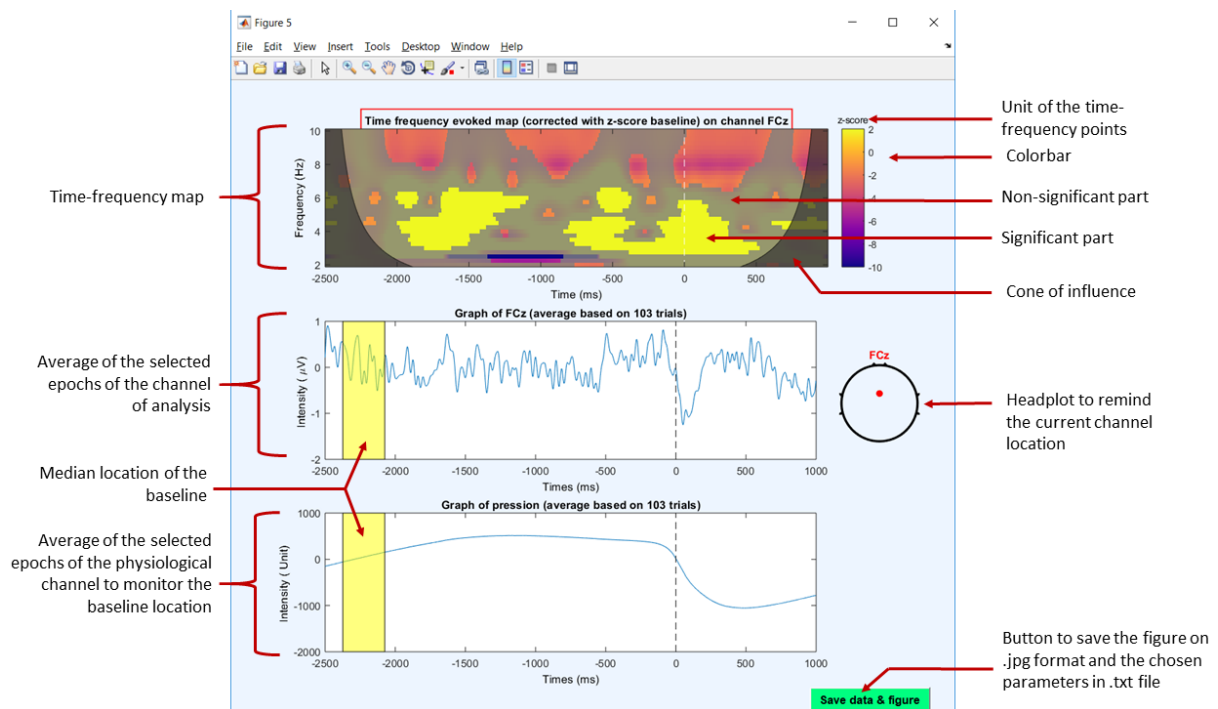 Figure 5
File Edit View Insert Tools Desktop Window Help
Time frequency evoked map (corrected with z-score baseline) on channel FCz
z-score
Unit of the time-
frequency points
Colorbar
Non-significant part
Significant part
Cone of influence
Time-frequency map
Frequency (Hz)
10
8
6
4
2
2
0
-2
-4
-6
-8
-10
-2500 -2000 -1500 -1000 -500 0 500
Time (ms)
Graph of FCz (average based on 103 trials)
Average of the selected
epochs of the channel
of analysis
Intensity ( μV)
1
0
-1
-2
-2500 -2000 -1500 -1000 -500 0 500 1000
Times (ms)
FCz
Headplot to remind
the current channel
location
Median location of the
baseline
Graph of pression (average based on 103 trials)
Average of the selected
epochs of the physiological
channel to monitor the
baseline location
Intensity ( Unit)
1000
0
-1000
-2000
-2500 -2000 -1500 -1000 -500 0 500 1000
Times (ms)
Button to save the figure on
.jpg format and the chosen
parameters in .txt file
Save data & figure